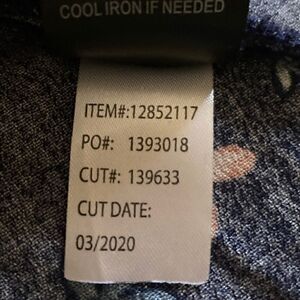 COOL IRON IF NEEDED
ITEM#:12852117
PO#: 1393018
CUT#: 139633
CUT DATE:
03/2020